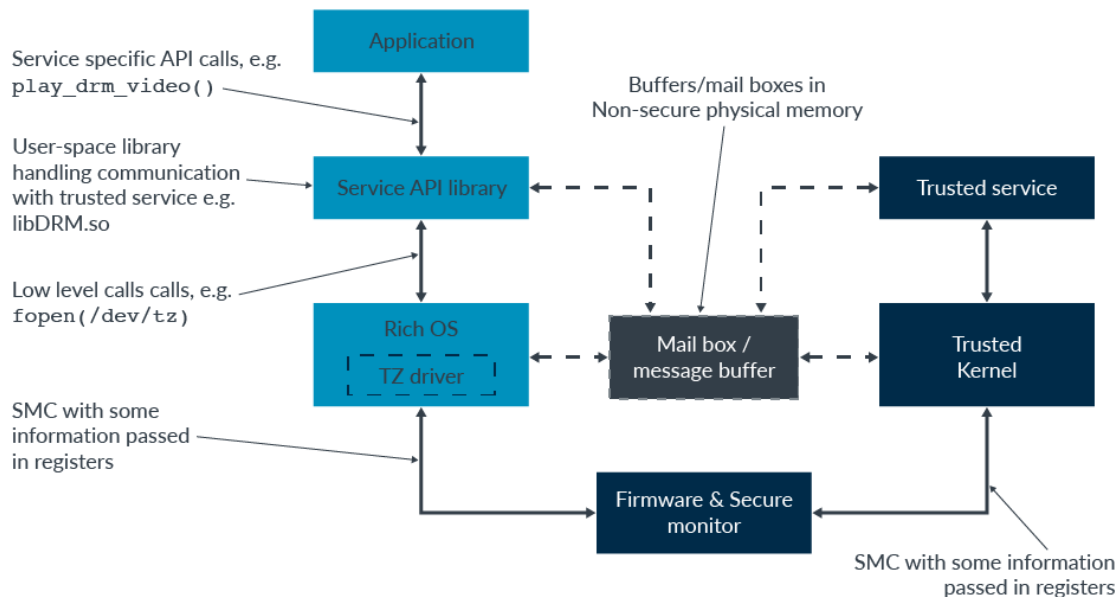 Application
Service specific API calls, e.g.
play_drm_video()
Buffers/mail boxes in
Non-secure physical memory
User-space library
handling communication
with trusted service e.g.
libDRM.so
Service API library
Trusted service
Low level calls calls, e.g.
fopen(/dev/tz)
Rich OS
TZ driver
Mail box /
message buffer
Trusted
Kernel
SMC with some
information passed
in registers
Firmware & Secure
monitor
SMC with some information
passed in registers